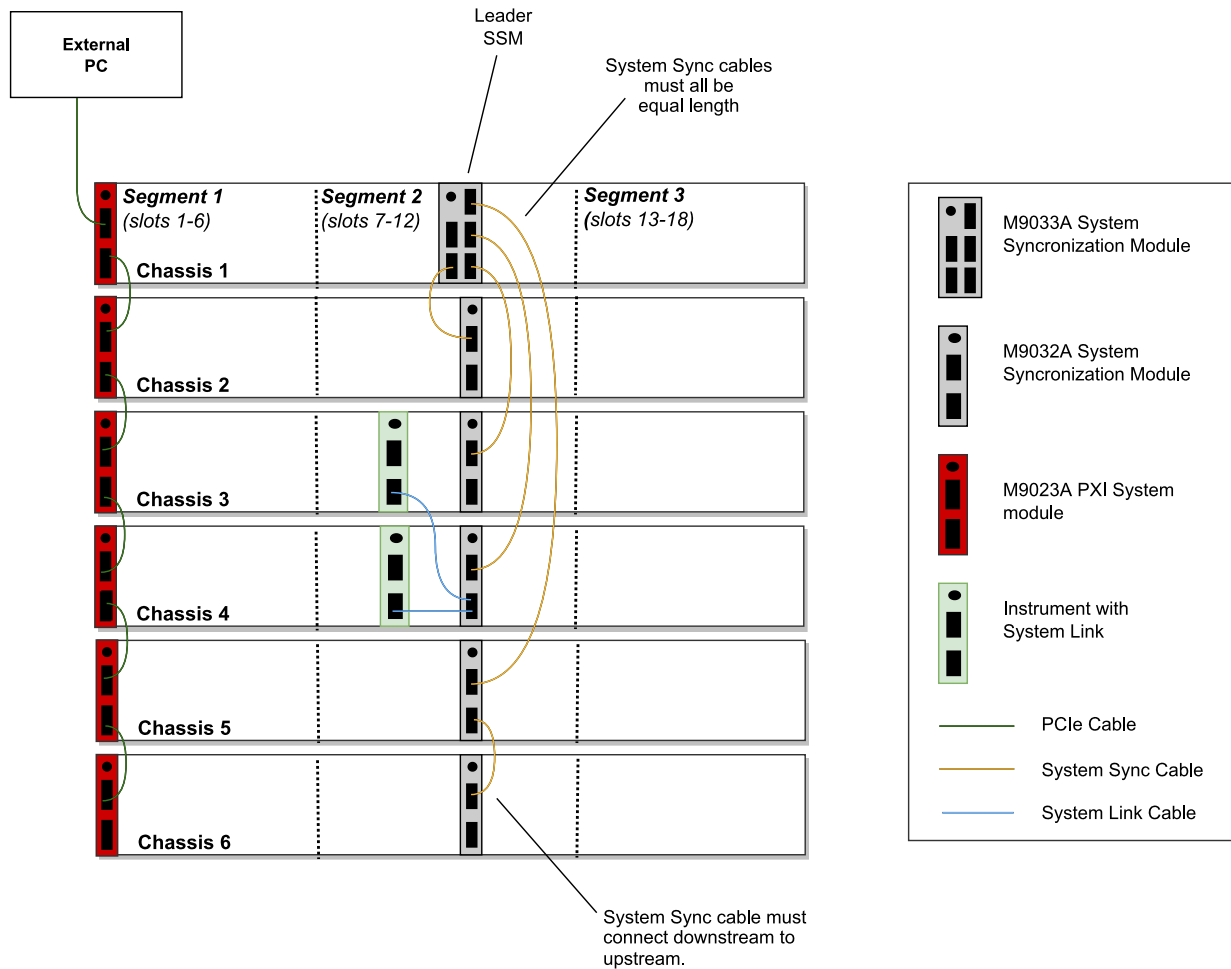 External
PC
Leader
SSM
System Sync cables
must all be
equal length
Segment 1
(slots 1-6)
Segment 2
(slots 7-12)
Segment 3
(slots 13-18)
Chassis 1
Chassis 2
Chassis 3
Chassis 4
Chassis 5
Chassis 6
System Sync cable must
connect downstream to
upstream.
M9033A System
Syncronization Module
M9032A System
Syncronization Module
M9023A PXI System
module
Instrument with
System Link
PCIe Cable
System Sync Cable
System Link Cable